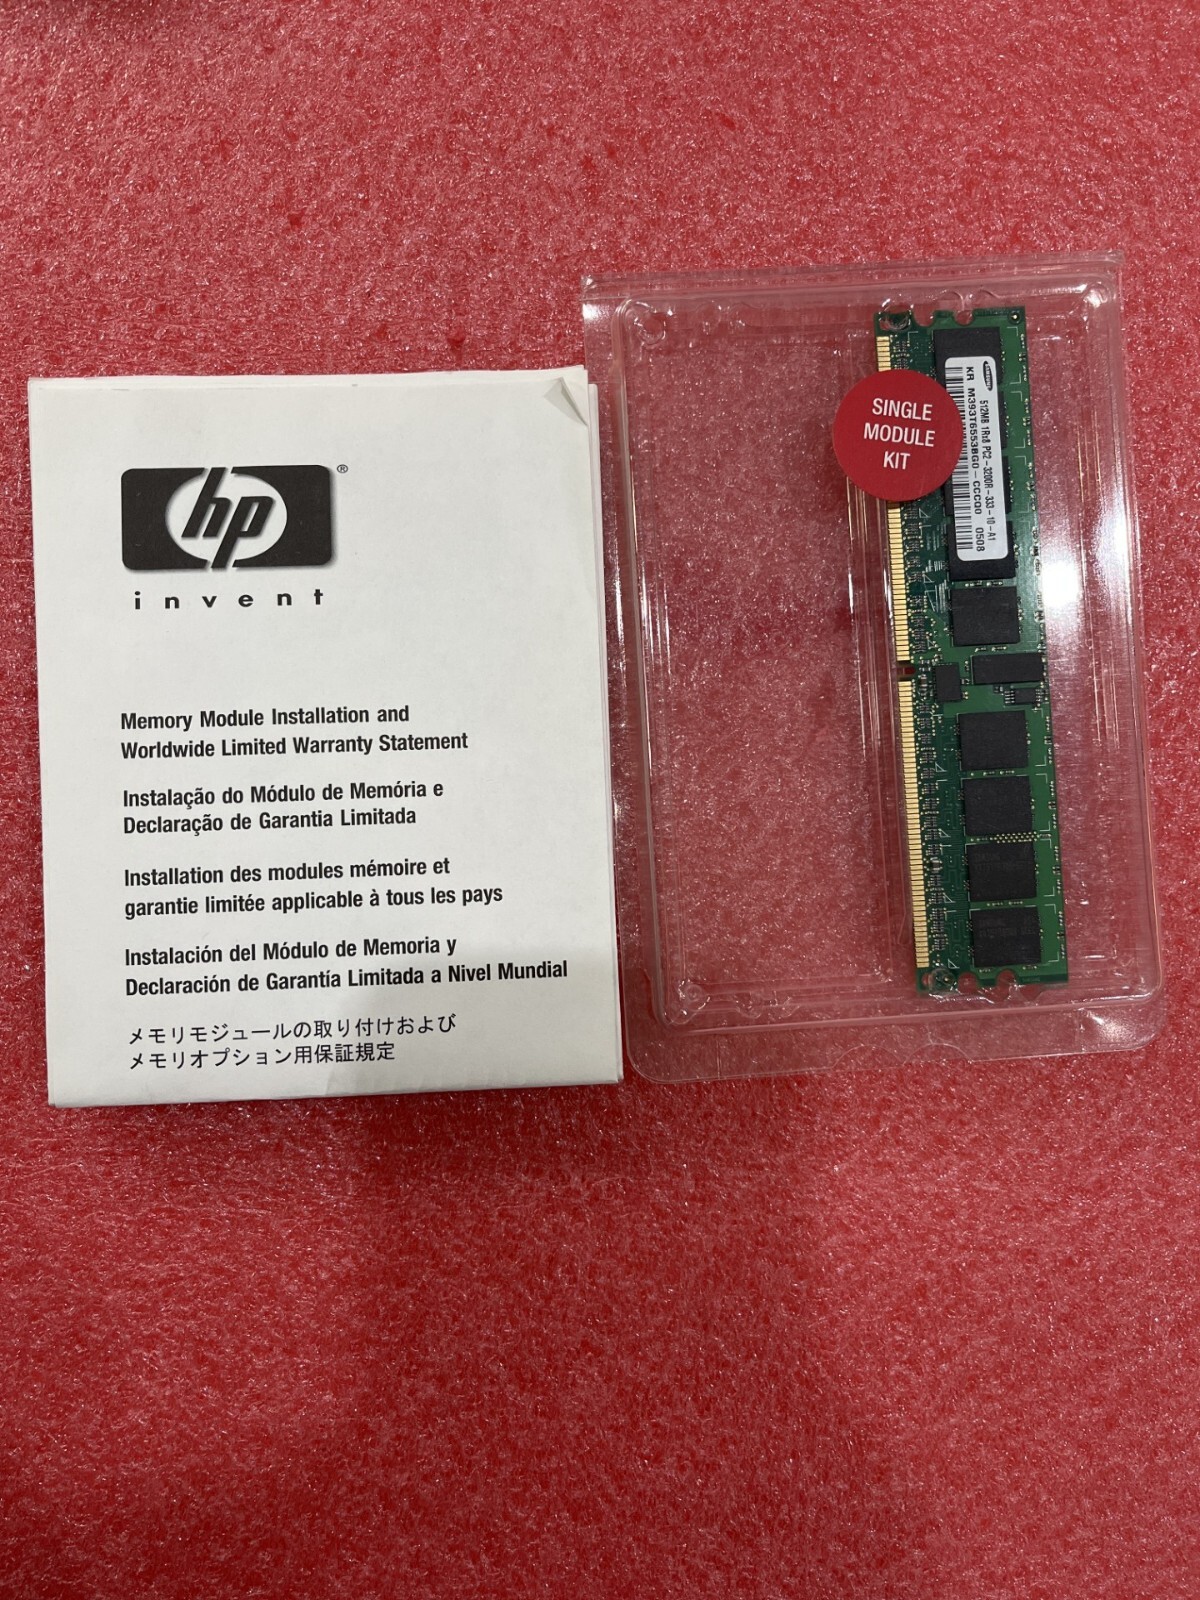 hp®
invent
Memory Module Installation and
Worldwide Limited Warranty Statement
Instalação do Módulo de Memória e
Declaração de Garantia Limitada
Installation des modules mémoire et
garantie limitée applicable à tous les pays
Instalación del Módulo de Memoria y
Declaración de Garantía Limitada a Nivel Mundial
メモリモジュールの取り付けおよび
メモリオプション用保証規定
SINGLE
MODULE
KIT
SAMSUNG
512MB 1Rx8 PC2-3200R-333-10-A1
KR M393T6553BG0-CCCQ0 0508